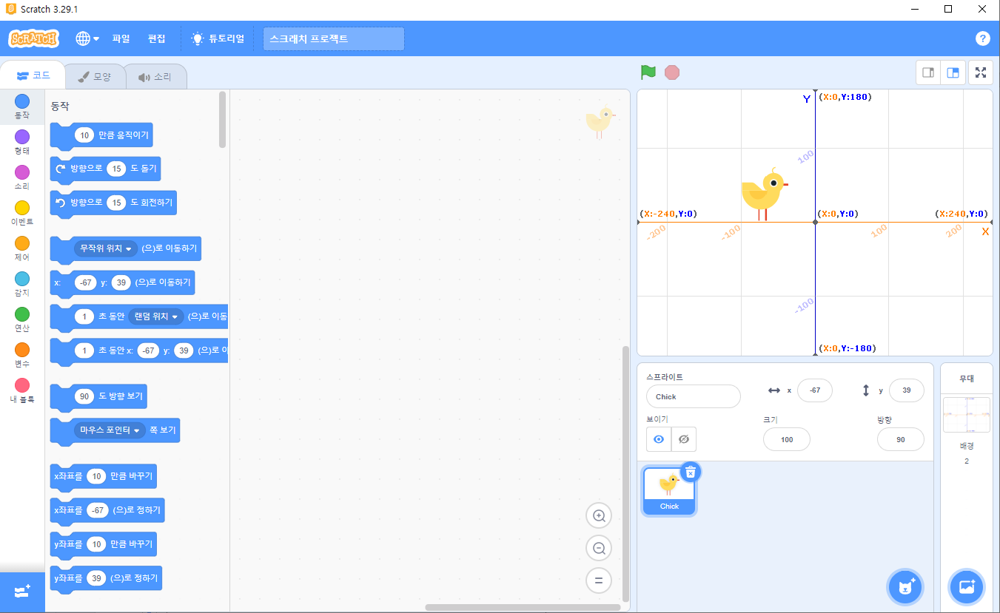 Scratch 3.29.1
SCRATCH 파일 편집 튜토리얼 스크래치 프로젝트 ?
코드 모양 소리
동작
형태
소리
이벤트
제어
감지
연산
변수
내 블록
동작
10 만큼 움직이기
방향으로 15 도 돌기
방향으로 15 도 회전하기
무작위 위치 (으)로 이동하기
x: -67 y: 39 (으)로 이동하기
1 초 동안 랜덤 위치 (으)로 이동
1 초 동안 x: -67 y: 39 (으)로 이
90 도 방향 보기
마우스 포인터 쪽 보기
x좌표를 10 만큼 바꾸기
x좌표를 -67 (으)로 정하기
y좌표를 10 만큼 바꾸기
y좌표를 39 (으)로 정하기
Y (X:0,Y:180)
100
(X:-240,Y:0) (X:0,Y:0) (X:240,Y:0)
-200 -100 100 200 X
-100
(X:0,Y:-180)
스프라이트
Chick x -67 y 39
보이기 크기 방향
100 90
Chick
무대
배경
2